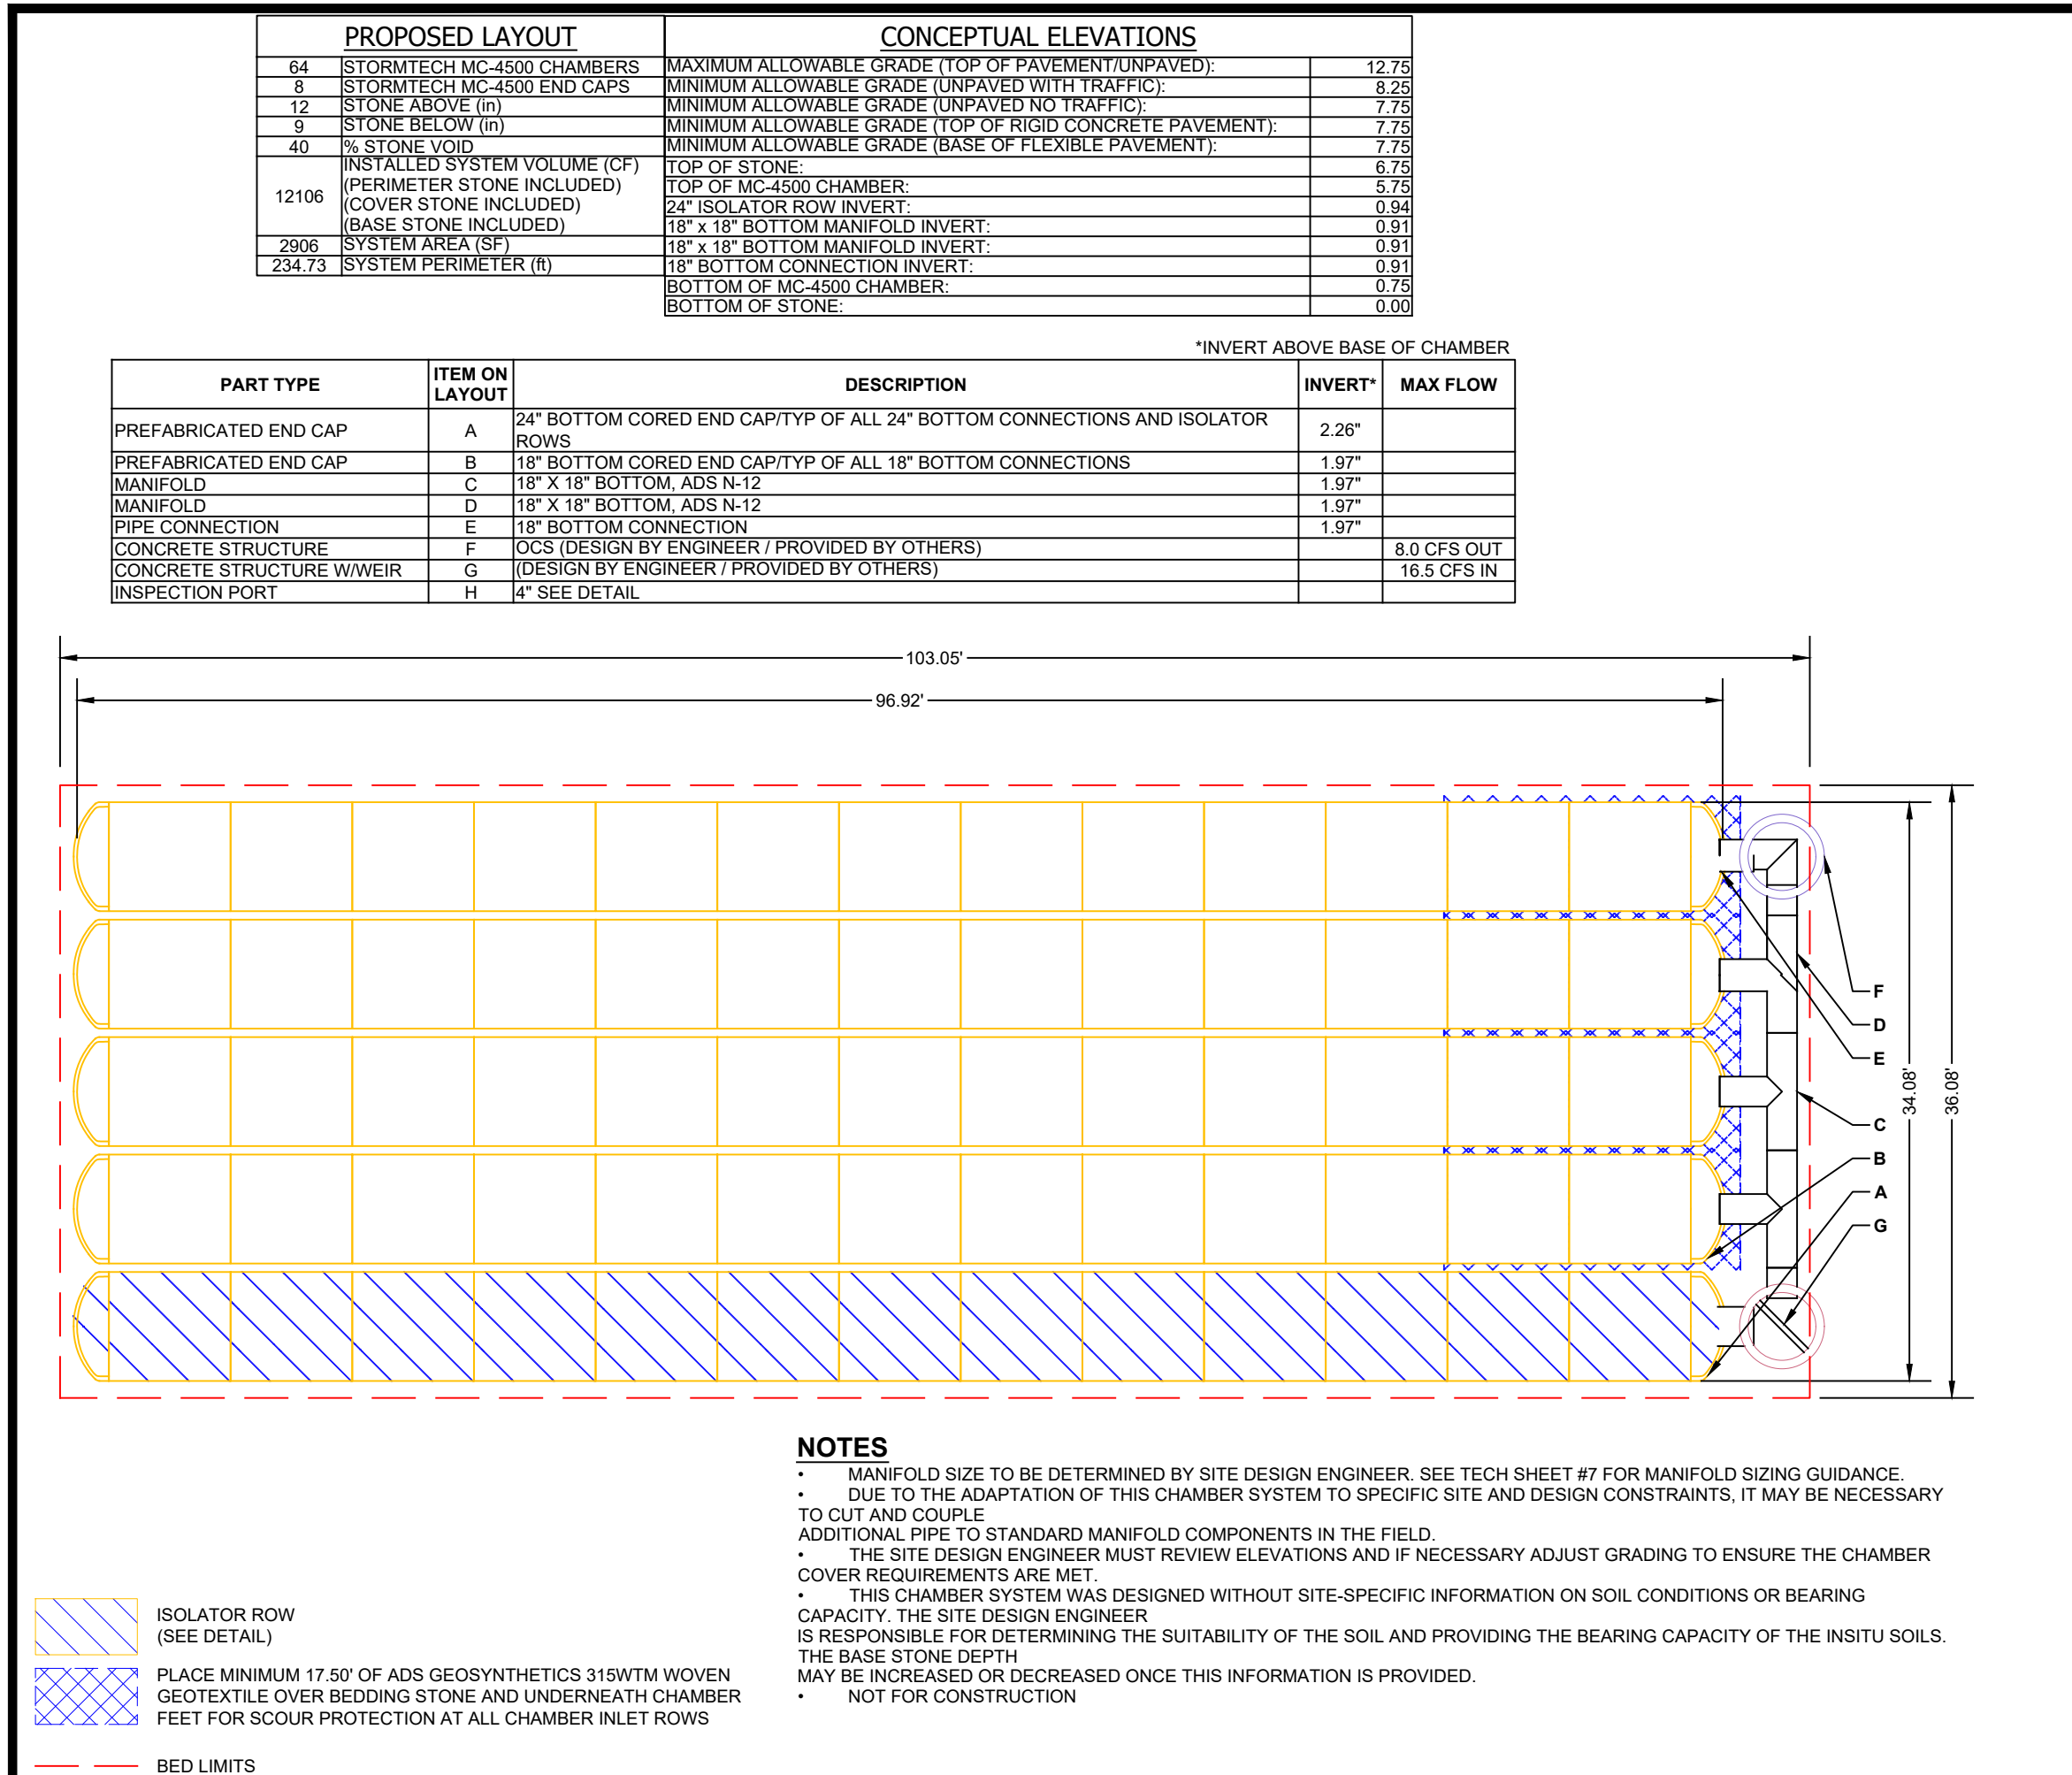 PROPOSED LAYOUT
64 STORMTECH MC-4500 CHAMBERS
8 STORMTECH MC-4500 END CAPS
12 STONE ABOVE (in)
9 STONE BELOW (in)
40 % STONE VOID
12106 INSTALLED SYSTEM VOLUME (CF)
(PERIMETER STONE INCLUDED)
(COVER STONE INCLUDED)
(BASE STONE INCLUDED)
2906 SYSTEM AREA (SF)
234.73 SYSTEM PERIMETER (ft)
CONCEPTUAL ELEVATIONS
MAXIMUM ALLOWABLE GRADE (TOP OF PAVEMENT/UNPAVED): 12.75
MINIMUM ALLOWABLE GRADE (UNPAVED WITH TRAFFIC): 8.25
MINIMUM ALLOWABLE GRADE (UNPAVED NO TRAFFIC): 7.75
MINIMUM ALLOWABLE GRADE (TOP OF RIGID CONCRETE PAVEMENT): 7.75
MINIMUM ALLOWABLE GRADE (BASE OF FLEXIBLE PAVEMENT): 7.75
TOP OF STONE: 6.75
TOP OF MC-4500 CHAMBER: 5.75
24" ISOLATOR ROW INVERT: 0.94
18" x 18" BOTTOM MANIFOLD INVERT: 0.91
18" x 18" BOTTOM MANIFOLD INVERT: 0.91
18" BOTTOM CONNECTION INVERT: 0.91
BOTTOM OF MC-4500 CHAMBER: 0.75
BOTTOM OF STONE: 0.00
*INVERT ABOVE BASE OF CHAMBER
PART TYPE ITEM ON LAYOUT DESCRIPTION INVERT* MAX FLOW
PREFABRICATED END CAP A 24" BOTTOM CORED END CAP/TYP OF ALL 24" BOTTOM CONNECTIONS AND ISOLATOR ROWS 2.26"
PREFABRICATED END CAP B 18" BOTTOM CORED END CAP/TYP OF ALL 18" BOTTOM CONNECTIONS 1.97"
MANIFOLD C 18" X 18" BOTTOM, ADS N-12 1.97"
MANIFOLD D 18" X 18" BOTTOM, ADS N-12 1.97"
PIPE CONNECTION E 18" BOTTOM CONNECTION 1.97"
CONCRETE STRUCTURE F OCS (DESIGN BY ENGINEER / PROVIDED BY OTHERS) 8.0 CFS OUT
CONCRETE STRUCTURE W/WEIR G (DESIGN BY ENGINEER / PROVIDED BY OTHERS) 16.5 CFS IN
INSPECTION PORT H 4" SEE DETAIL
103.05'
96.92'
F
D
E
34.08'
36.08'
C
B
A
G
NOTES
• MANIFOLD SIZE TO BE DETERMINED BY SITE DESIGN ENGINEER. SEE TECH SHEET #7 FOR MANIFOLD SIZING GUIDANCE.
• DUE TO THE ADAPTATION OF THIS CHAMBER SYSTEM TO SPECIFIC SITE AND DESIGN CONSTRAINTS, IT MAY BE NECESSARY
TO CUT AND COUPLE
ADDITIONAL PIPE TO STANDARD MANIFOLD COMPONENTS IN THE FIELD.
• THE SITE DESIGN ENGINEER MUST REVIEW ELEVATIONS AND IF NECESSARY ADJUST GRADING TO ENSURE THE CHAMBER
COVER REQUIREMENTS ARE MET.
• THIS CHAMBER SYSTEM WAS DESIGNED WITHOUT SITE-SPECIFIC INFORMATION ON SOIL CONDITIONS OR BEARING
CAPACITY. THE SITE DESIGN ENGINEER
IS RESPONSIBLE FOR DETERMINING THE SUITABILITY OF THE SOIL AND PROVIDING THE BEARING CAPACITY OF THE INSITU SOILS.
THE BASE STONE DEPTH
MAY BE INCREASED OR DECREASED ONCE THIS INFORMATION IS PROVIDED.
• NOT FOR CONSTRUCTION
ISOLATOR ROW
(SEE DETAIL)
PLACE MINIMUM 17.50' OF ADS GEOSYNTHETICS 315WTM WOVEN
GEOTEXTILE OVER BEDDING STONE AND UNDERNEATH CHAMBER
FEET FOR SCOUR PROTECTION AT ALL CHAMBER INLET ROWS
BED LIMITS